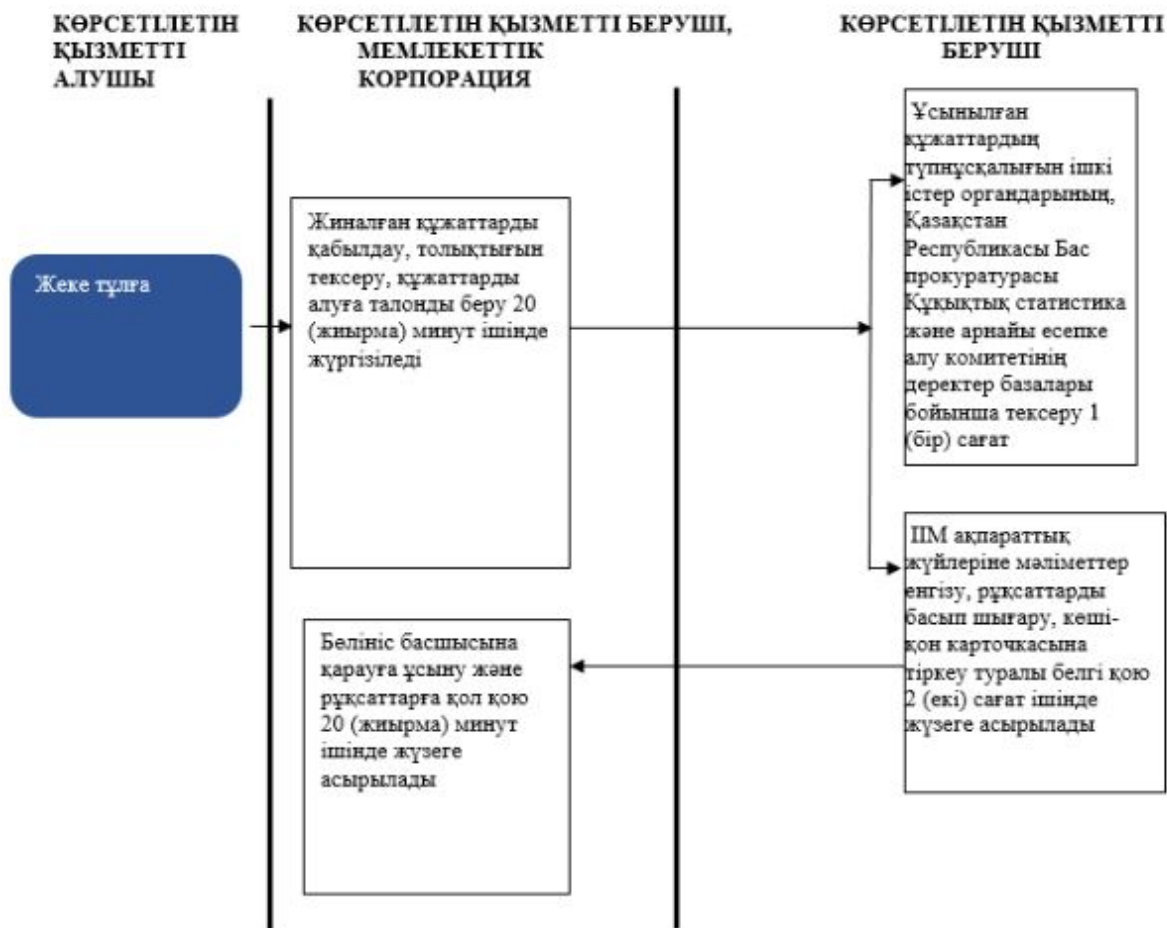 КӨРСЕТІЛЕТІН
ҚЫЗМЕТТІ
АЛУШЫ
КӨРСЕТІЛЕТІН ҚЫЗМЕТТІ БЕРУШІ,
МЕМЛЕКЕТТІК
КОРПОРАЦИЯ
КӨРСЕТІЛЕТІН ҚЫЗМЕТТІ
БЕРУШІ
Жеке тұлға
Жиналған құжаттарды
қабылдау, толықтығын
тексеру, құжаттарды
алуға талонды беру 20
(жиырма) минут ішінде
жүргізіледі
Ұсынылған
құжаттардың
түпнұсқалығын ішкі
істер органдарының,
Қазақстан
Республикасы Бас
прокуратурасы
Құқықтық статистика
және арнайы есепке
алу комитетінің
деректер базалары
бойынша тексеру 1
(бір) сағат
ІІМ ақпараттық
жүйлеріне мәліметтер
енгізу, рұқсаттарды
басып шығару, көші-
қон карточкасына
тіркеу туралы белгі қою
2 (екі) сағат ішінде
жүзеге асырылады
Бөлініс басшысына
қарауға ұсыну және
рұқсаттарға қол қою
20 (жиырма) минут
ішінде жүзеге
асырылады